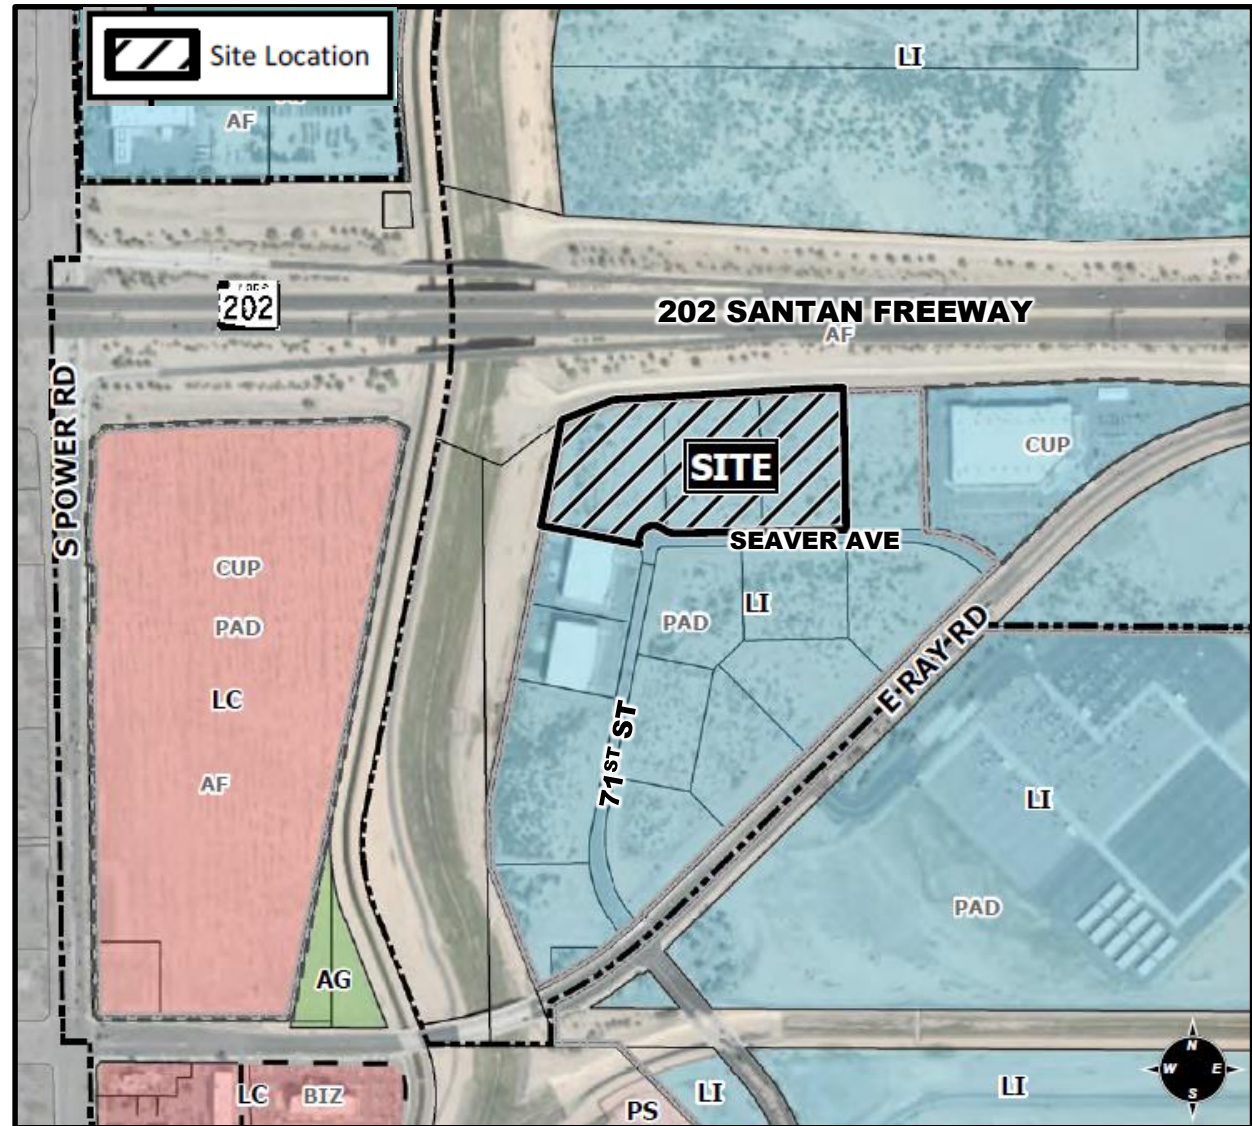 Site Location
LI
AF
202
202 SANTAN FREEWAY
AF
S POWER RD
SITE
CUP
SEAVER AVE
CUP
PAD
LI
PAD
E RAY RD
LC
71ST ST
AF
LI
PAD
AG
N
W E
S
LC
BIZ
PS
LI
LI